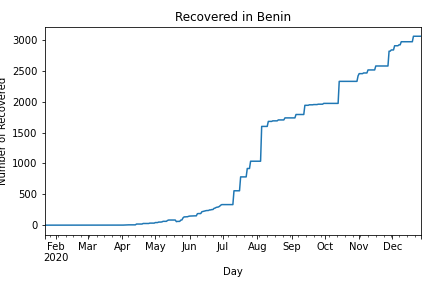 Recovered in Benin
Number of Recovered
3000
2500
2000
1500
1000
500
0
Feb Mar Apr May Jun Jul Aug Sep Oct Nov Dec
2020
Day